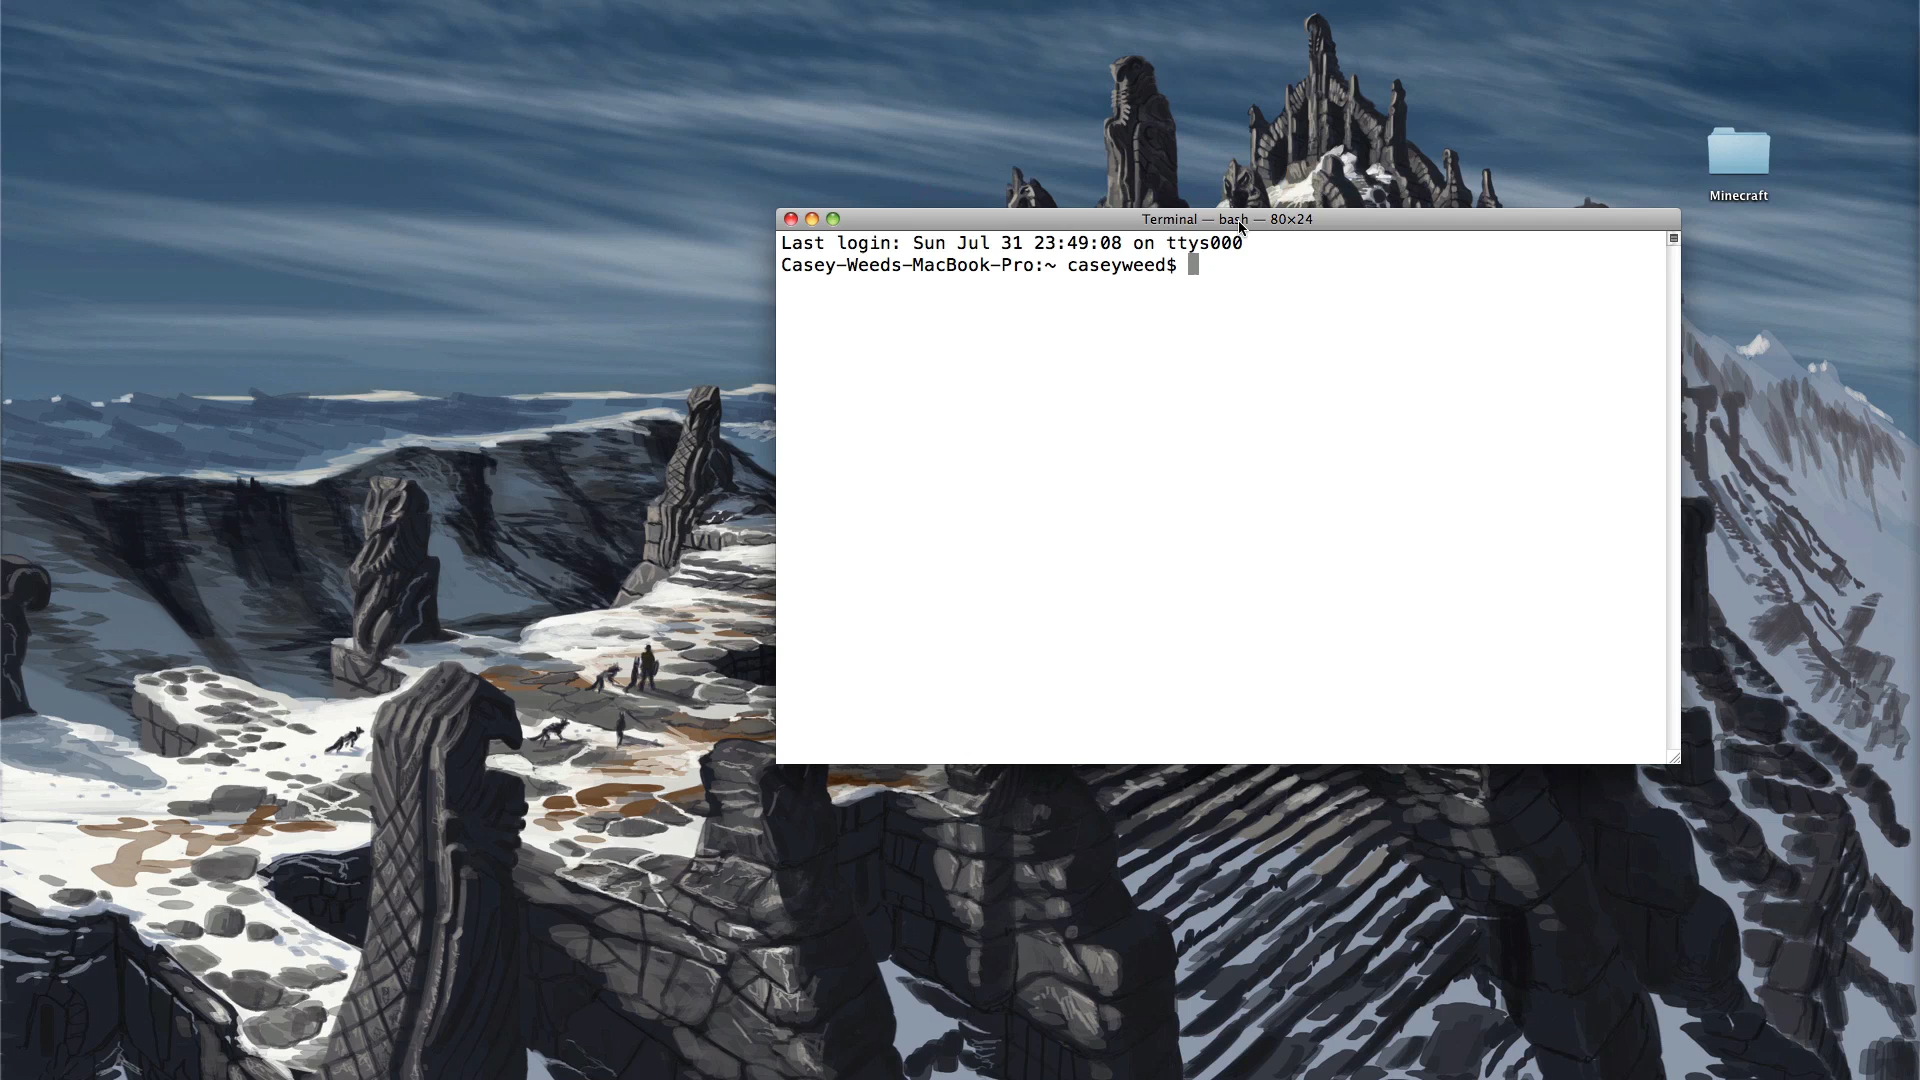 Minecraft
Terminal — bash — 80×24
Last login: Sun Jul 31 23:49:08 on ttys000
Casey-Weeds-MacBook-Pro:~ caseyweed$